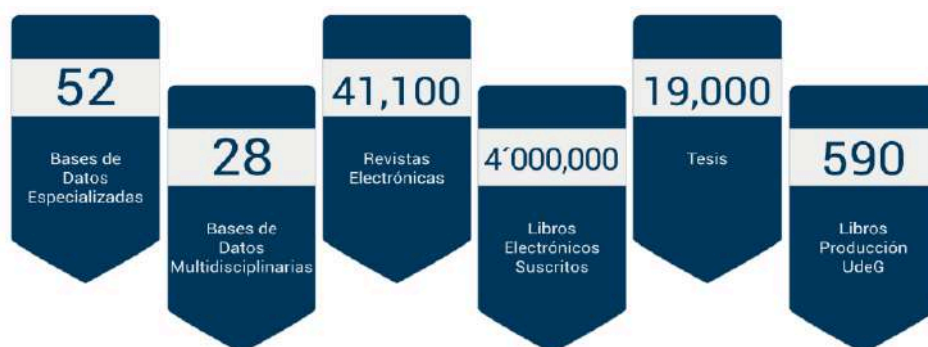 52
Bases de
Datos
Especializadas
28
Bases de
Datos
Multidisciplinarias
41,100
Revistas
Electrónicas
4´000,000
Libros
Electrónicos
Suscritos
19,000
Tesis
590
Libros
Producción
UdeG